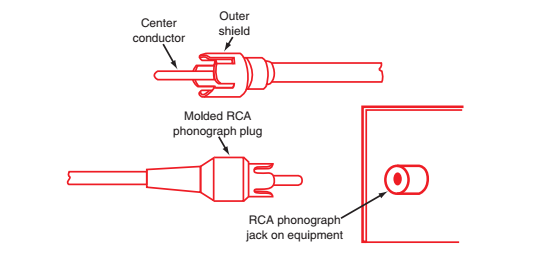 Center
conductor
Outer
shield
Molded RCA
phonograph plug
RCA phonograph
jack on equipment